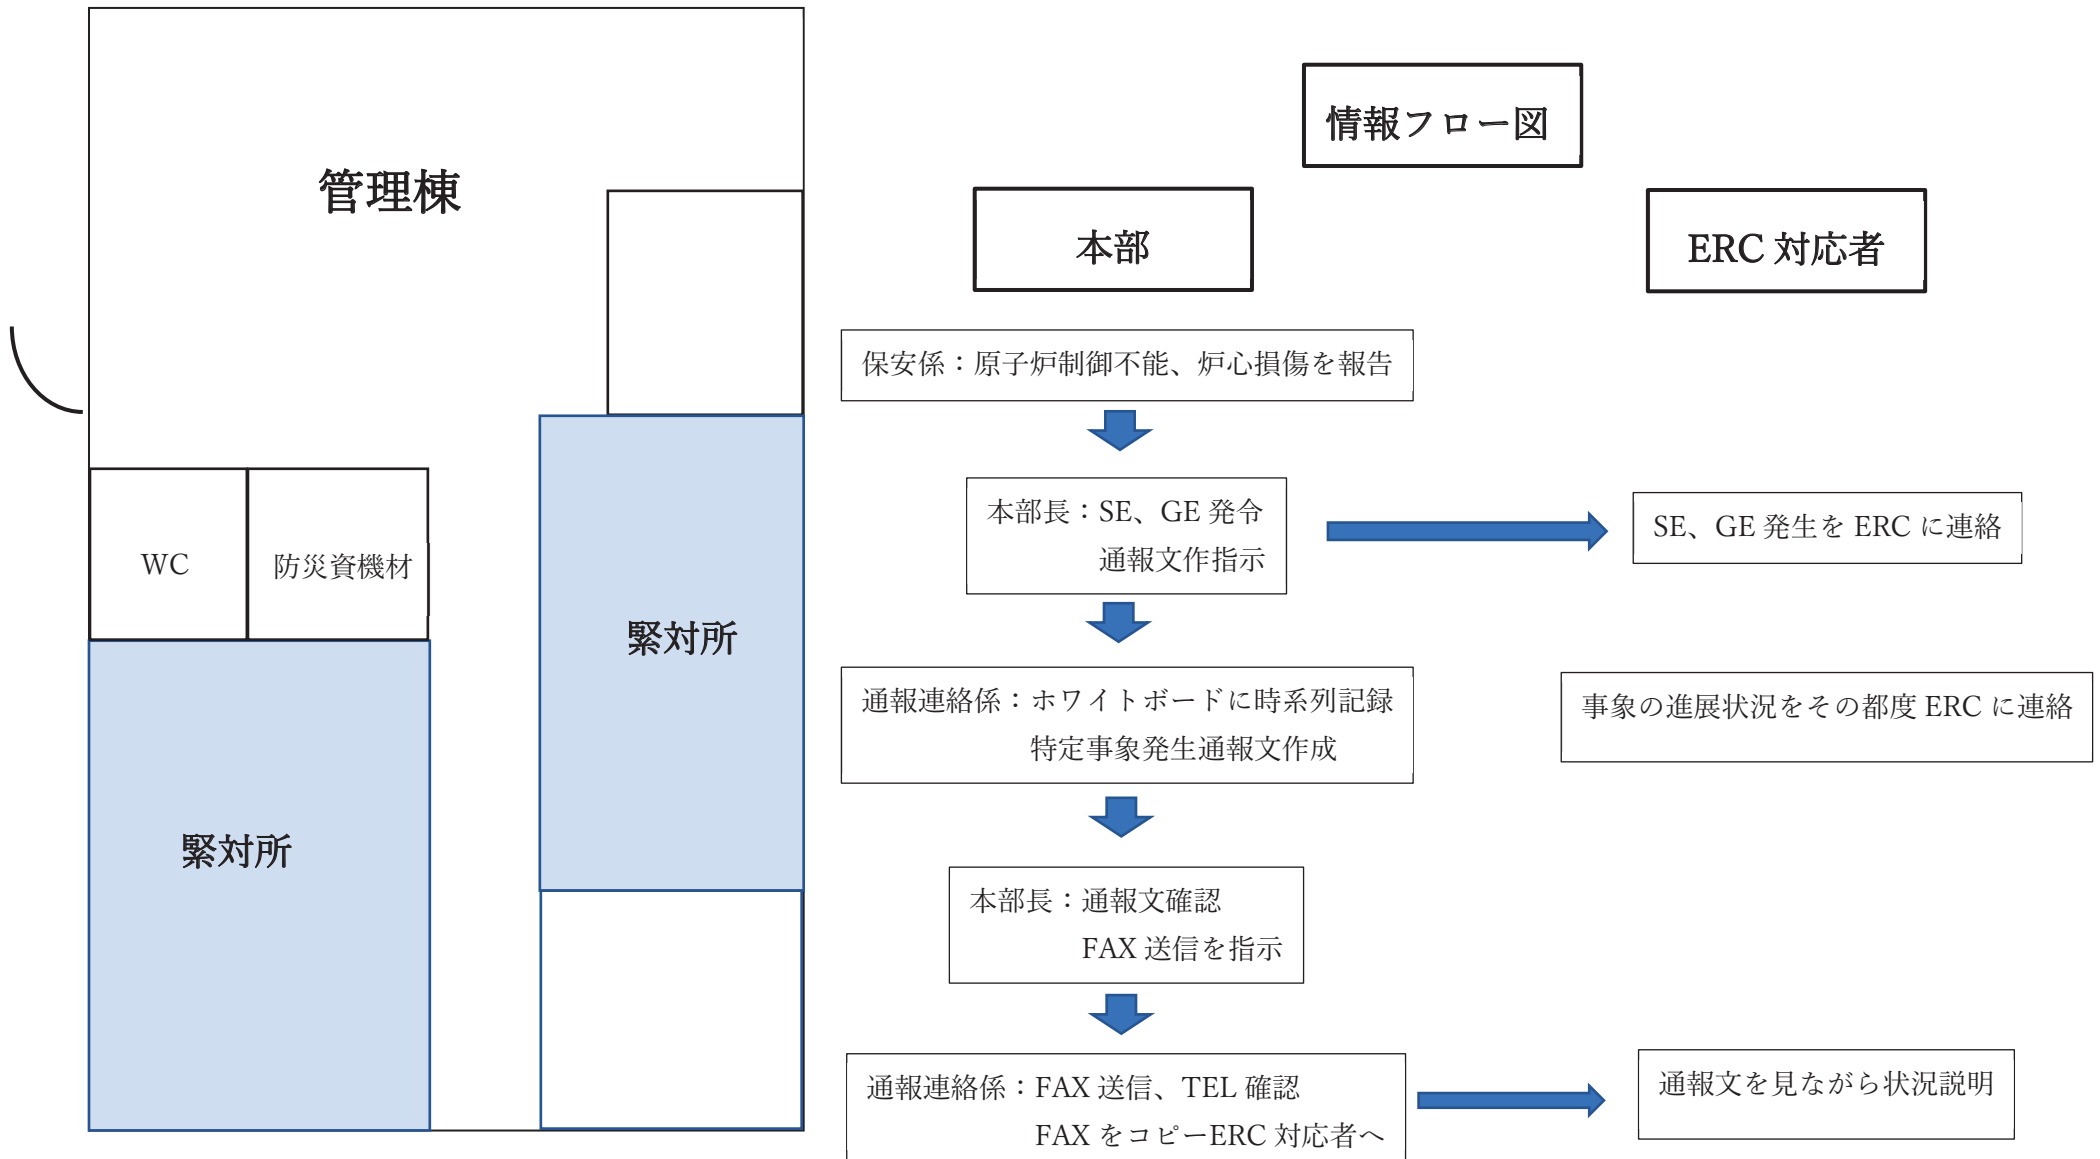 管理棟
WC
防災資機材
緊対所
緊対所
情報フロー図
本部
ERC 対応者
保安係：原子炉制御不能、炉心損傷を報告
本部長：SE、GE 発令
通報文作指示
SE、GE 発生を ERC に連絡
通報連絡係：ホワイトボードに時系列記録
特定事象発生通報文作成
事象の進展状況をその都度 ERC に連絡
本部長：通報文確認
FAX 送信を指示
通報連絡係：FAX 送信、TEL 確認
FAX をコピーERC 対応者へ
通報文を見ながら状況説明